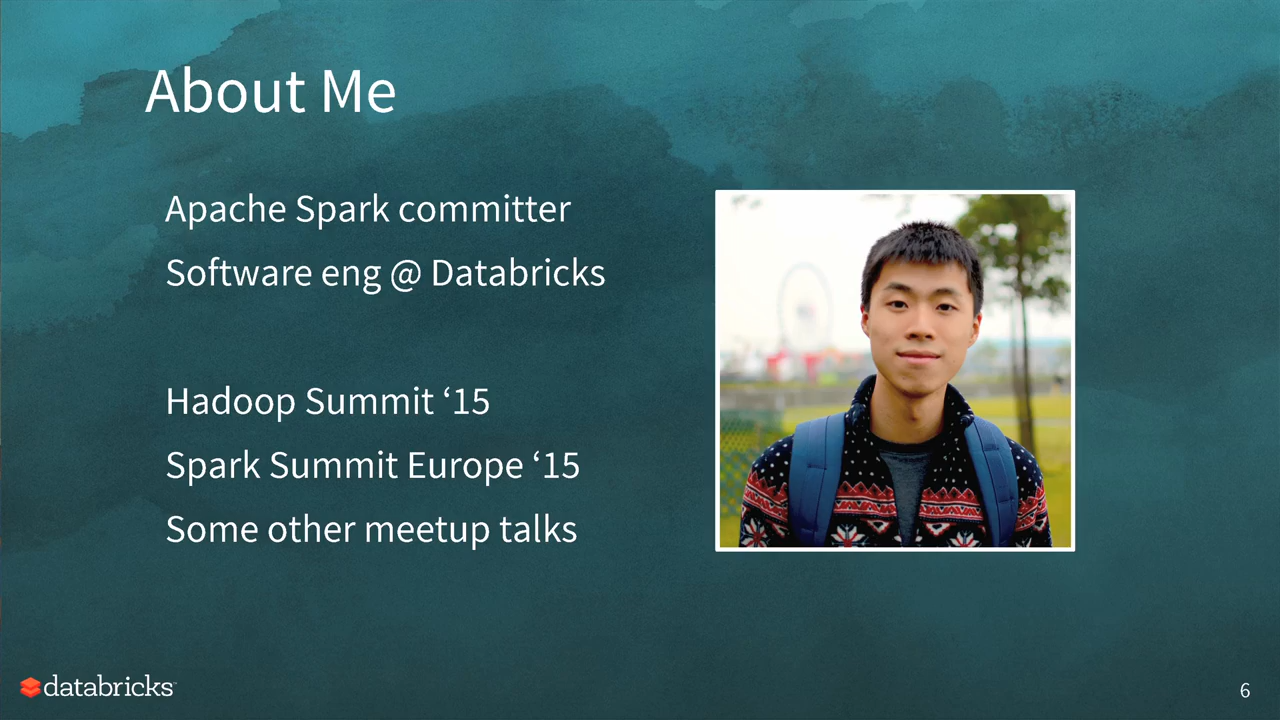 About Me
Apache Spark committer
Software eng @ Databricks
Hadoop Summit ‘15
Spark Summit Europe ‘15
Some other meetup talks
databricks™
6